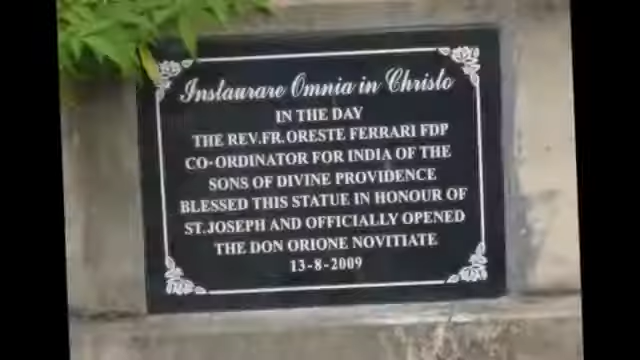 Instaurare Omnia in Christo
IN THE DAY
THE REV.FR.ORESTE FERRARI FDP
CO-ORDINATOR FOR INDIA OF THE
SONS OF DIVINE PROVIDENCE
BLESSED THIS STATUE IN HONOUR OF
ST.JOSEPH AND OFFICIALLY OPENED
THE DON ORIONE NOVITIATE
13-8-2009